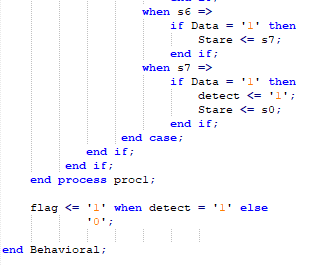 when s6 =>
if Data = '1' then
Stare <= s7;
end if;
when s7 =>
if Data = '1' then
detect <= '1';
Stare <= s0;
end if;
end case;
end if;
end if;
end process proc1;
flag <= '1' when detect = '1' else
'0';
end Behavioral;